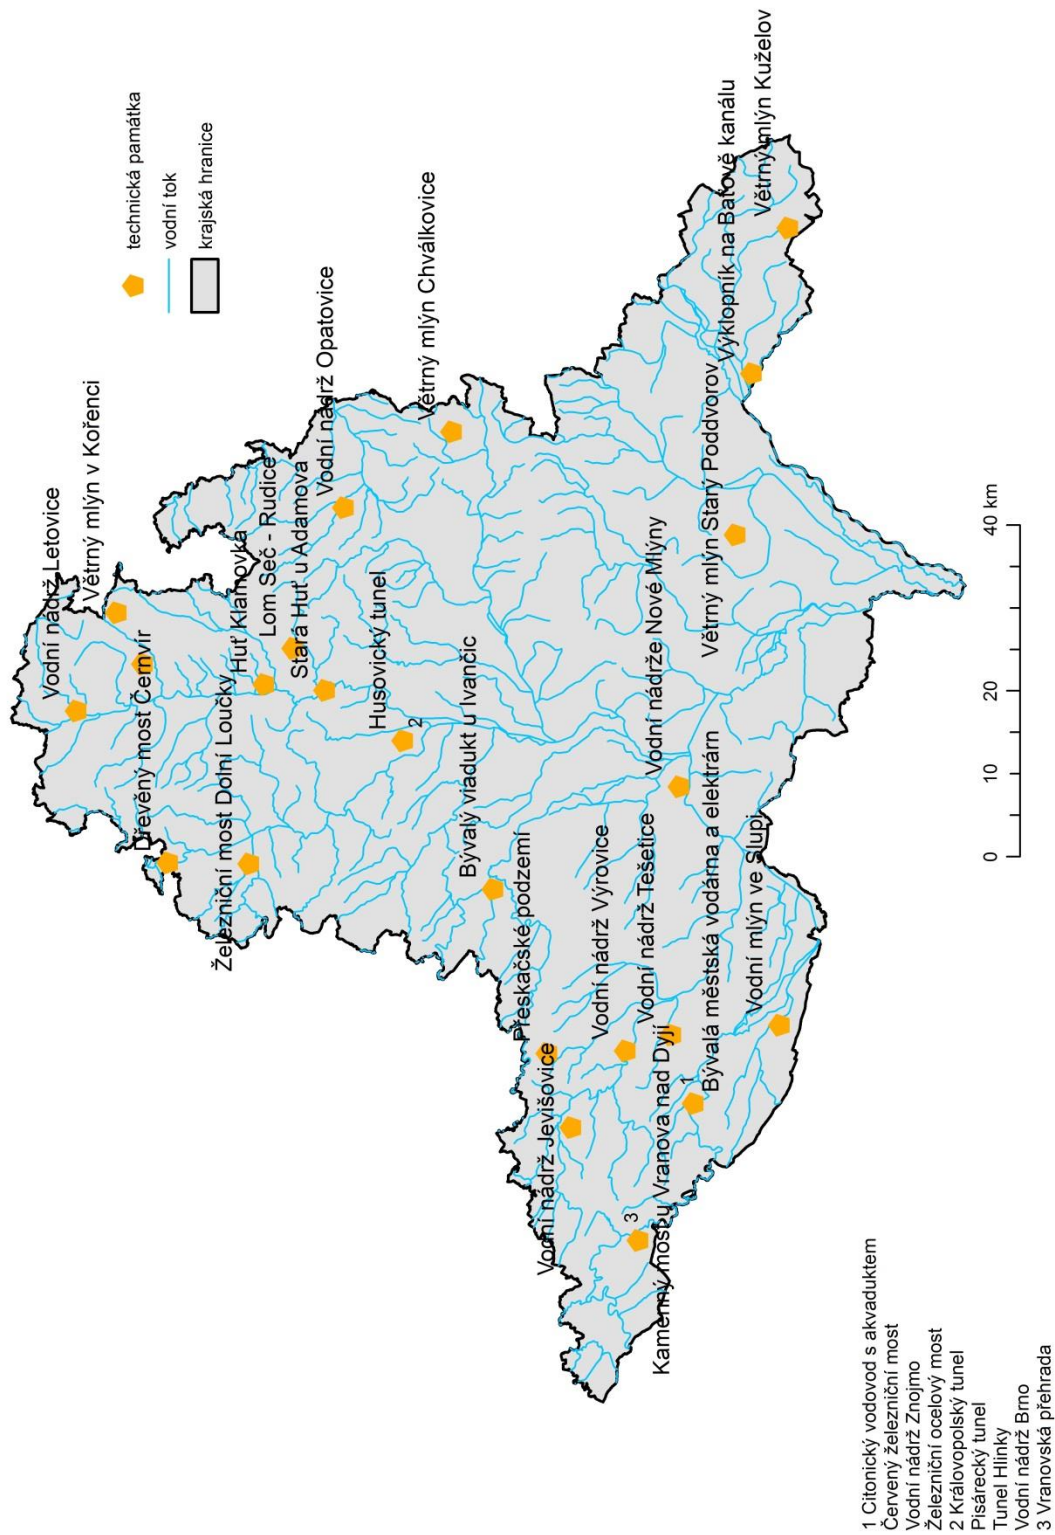 technická památka
vodní tok
krajská hranice
Vodní nádrž Letovice
Větrný mlýn v Kořenci
Dřevěný most Černvír
Železniční most Dolní Loučky
Huť Klamovka
Lom Seč - Rudice
Stará Huť u Adamova
Vodní nádrž Opatovice
Husovický tunel
2
Větrný mlýn Chválkovice
Bývalý viadukt u Ivančic
Přeskačské podzemí
Vodní nádrž Jevišovice
Vodní nádrž Výrovice
Vodní nádrž Tešetice
3
Kamenný most u Vranova nad Dyjí
1
Bývalá městská vodárna a elektrárn
Vodní mlýn ve Slupi
Vodní nádrže Nové Mlýny
Větrný mlýn Starý Poddvorov
Výklopník na Baťově kanálu
Větrný mlýn Kuželov
0
10
20
40 km
1 Citonický vodovod s akvaduktem
Červený železniční most
Vodní nádrž Znojmo
Železniční ocelový most
2 Královopolský tunel
Pisárecký tunel
Tunel Hlinky
Vodní nádrž Brno
3 Vranovská přehrada